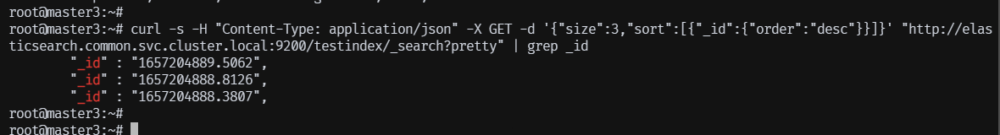 root@master3:~#
root@master3:~# curl -s -H "Content-Type: application/json" -X GET -d '{"size":3,"sort":[{"_id":{"order":"desc"}}]}' "http://elas
ticsearch.common.svc.cluster.local:9200/testindex/_search?pretty" | grep _id
        "_id" : "1657204889.5062",
        "_id" : "1657204888.8126",
        "_id" : "1657204888.3807",
root@master3:~#
root@master3:~#